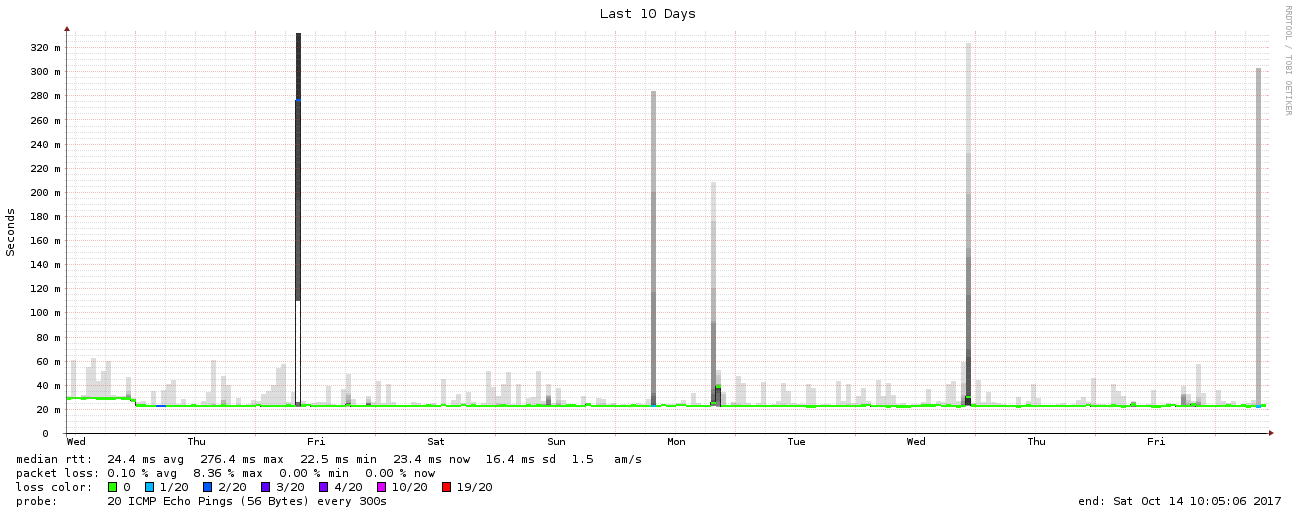 Last 10 Days
RRDTOOL / TOBI OETIKER
Seconds
320 m
300 m
280 m
260 m
240 m
220 m
200 m
180 m
160 m
140 m
120 m
100 m
80 m
60 m
40 m
20 m
0
Wed Thu Fri Sat Sun Mon Tue Wed Thu Fri
median rtt: 24.4 ms avg 276.4 ms max 22.5 ms min 23.4 ms now 16.4 ms sd 1.5 am/s
packet loss: 0.10 % avg 8.36 % max 0.00 % min 0.00 % now
loss color: 0 1/20 2/20 3/20 4/20 10/20 19/20
probe: 20 ICMP Echo Pings (56 Bytes) every 300s end: Sat Oct 14 10:05:06 2017